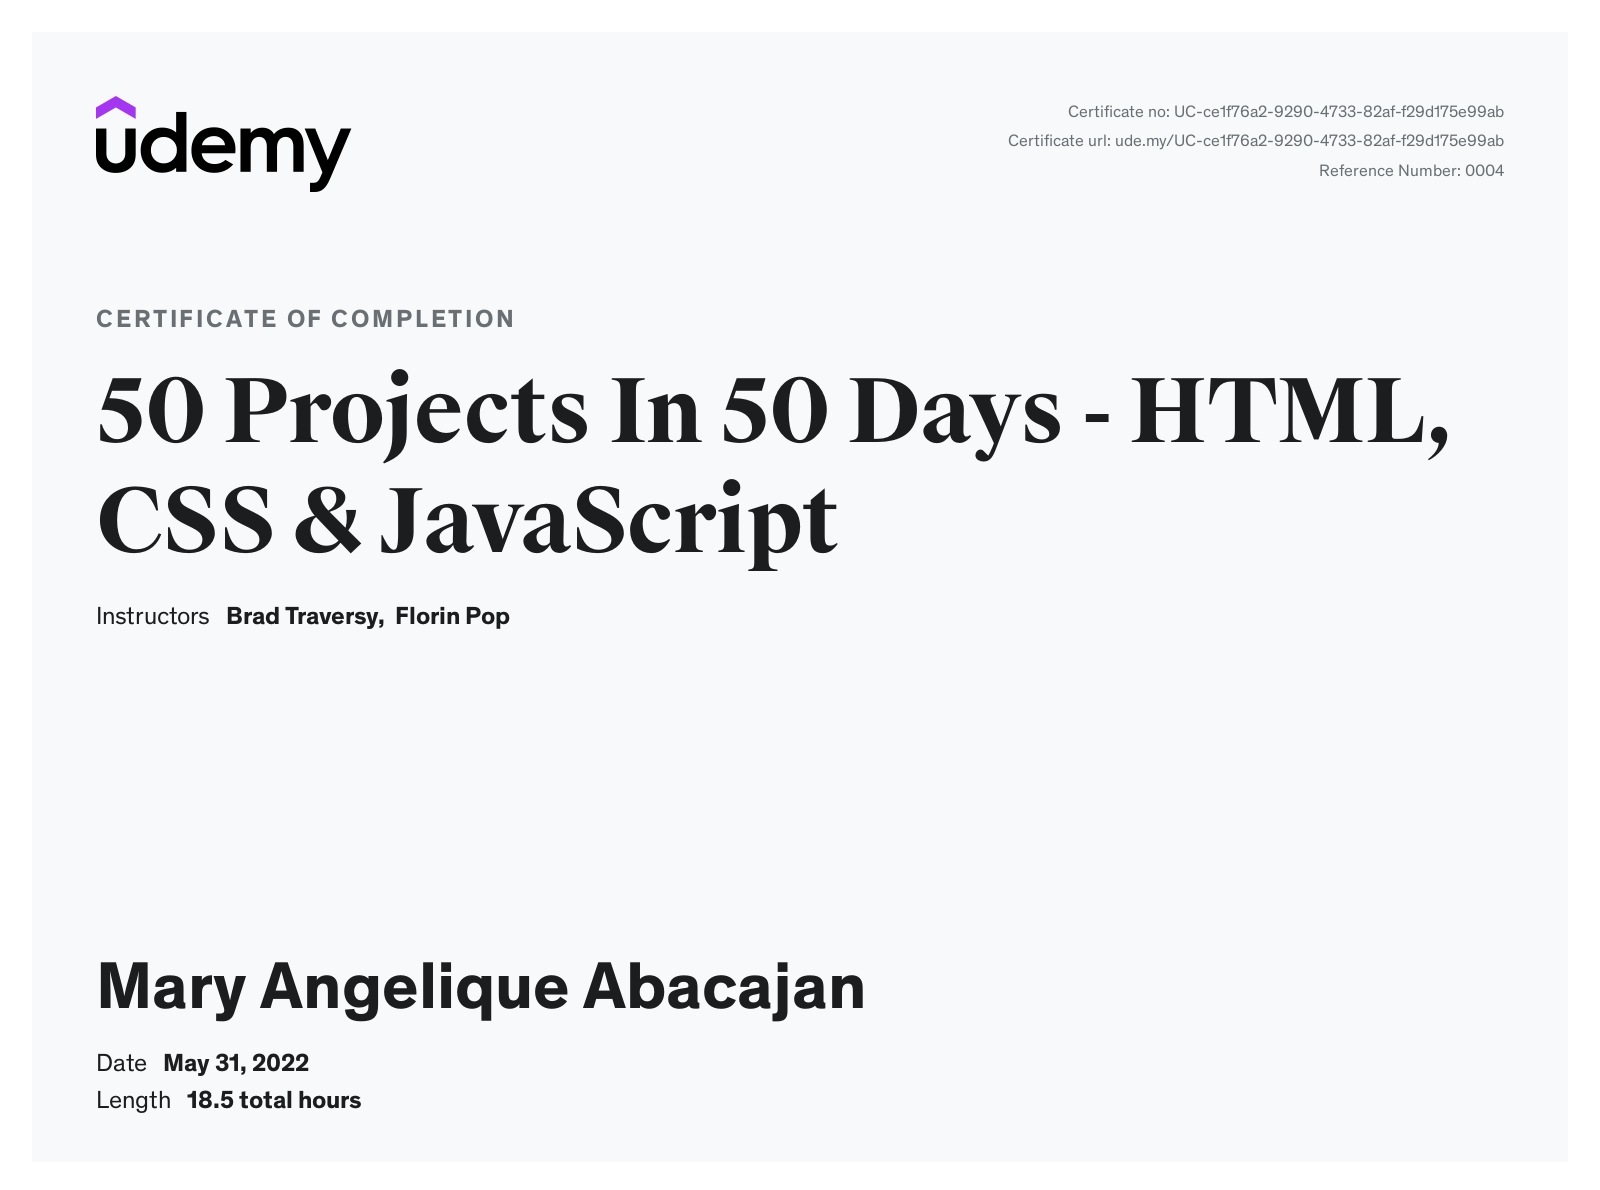 udemy
Certificate no: UC-ce1f76a2-9290-4733-82af-f29d175e99ab
Certificate url: ude.my/UC-ce1f76a2-9290-4733-82af-f29d175e99ab
Reference Number: 0004
CERTIFICATE OF COMPLETION
50 Projects In 50 Days - HTML,
CSS & JavaScript
Instructors Brad Traversy, Florin Pop
Mary Angelique Abacajan
Date May 31, 2022
Length 18.5 total hours